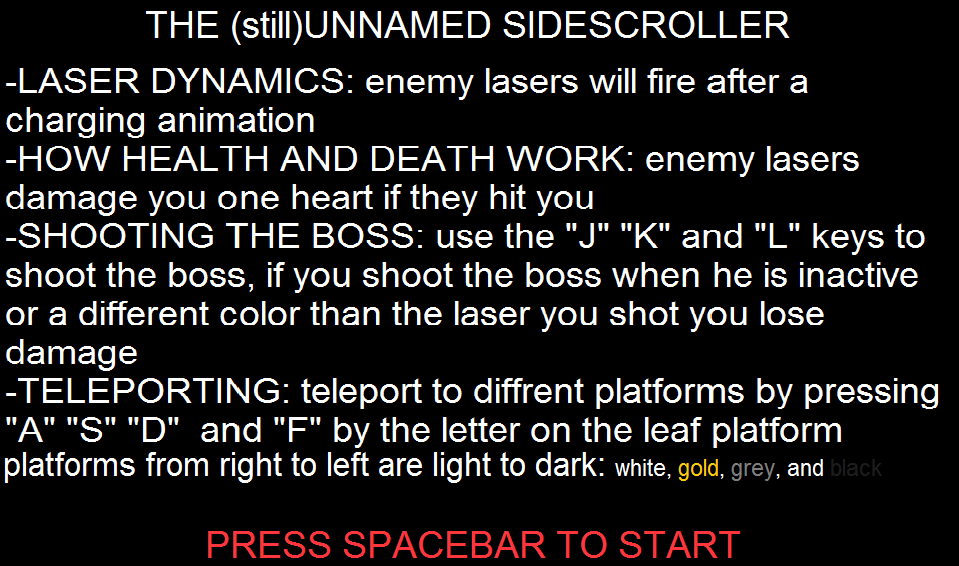 THE (still)UNNAMED SIDESCROLLER
-LASER DYNAMICS: enemy lasers will fire after a
charging animation
-HOW HEALTH AND DEATH WORK: enemy lasers
damage you one heart if they hit you
-SHOOTING THE BOSS: use the "J" "K" and "L" keys to
shoot the boss, if you shoot the boss when he is inactive
or a different color than the laser you shot you lose
damage
-TELEPORTING: teleport to diffrent platforms by pressing
"A" "S" "D"  and "F" by the letter on the leaf platform
platforms from right to left are light to dark: white, gold, grey, and black
PRESS SPACEBAR TO START